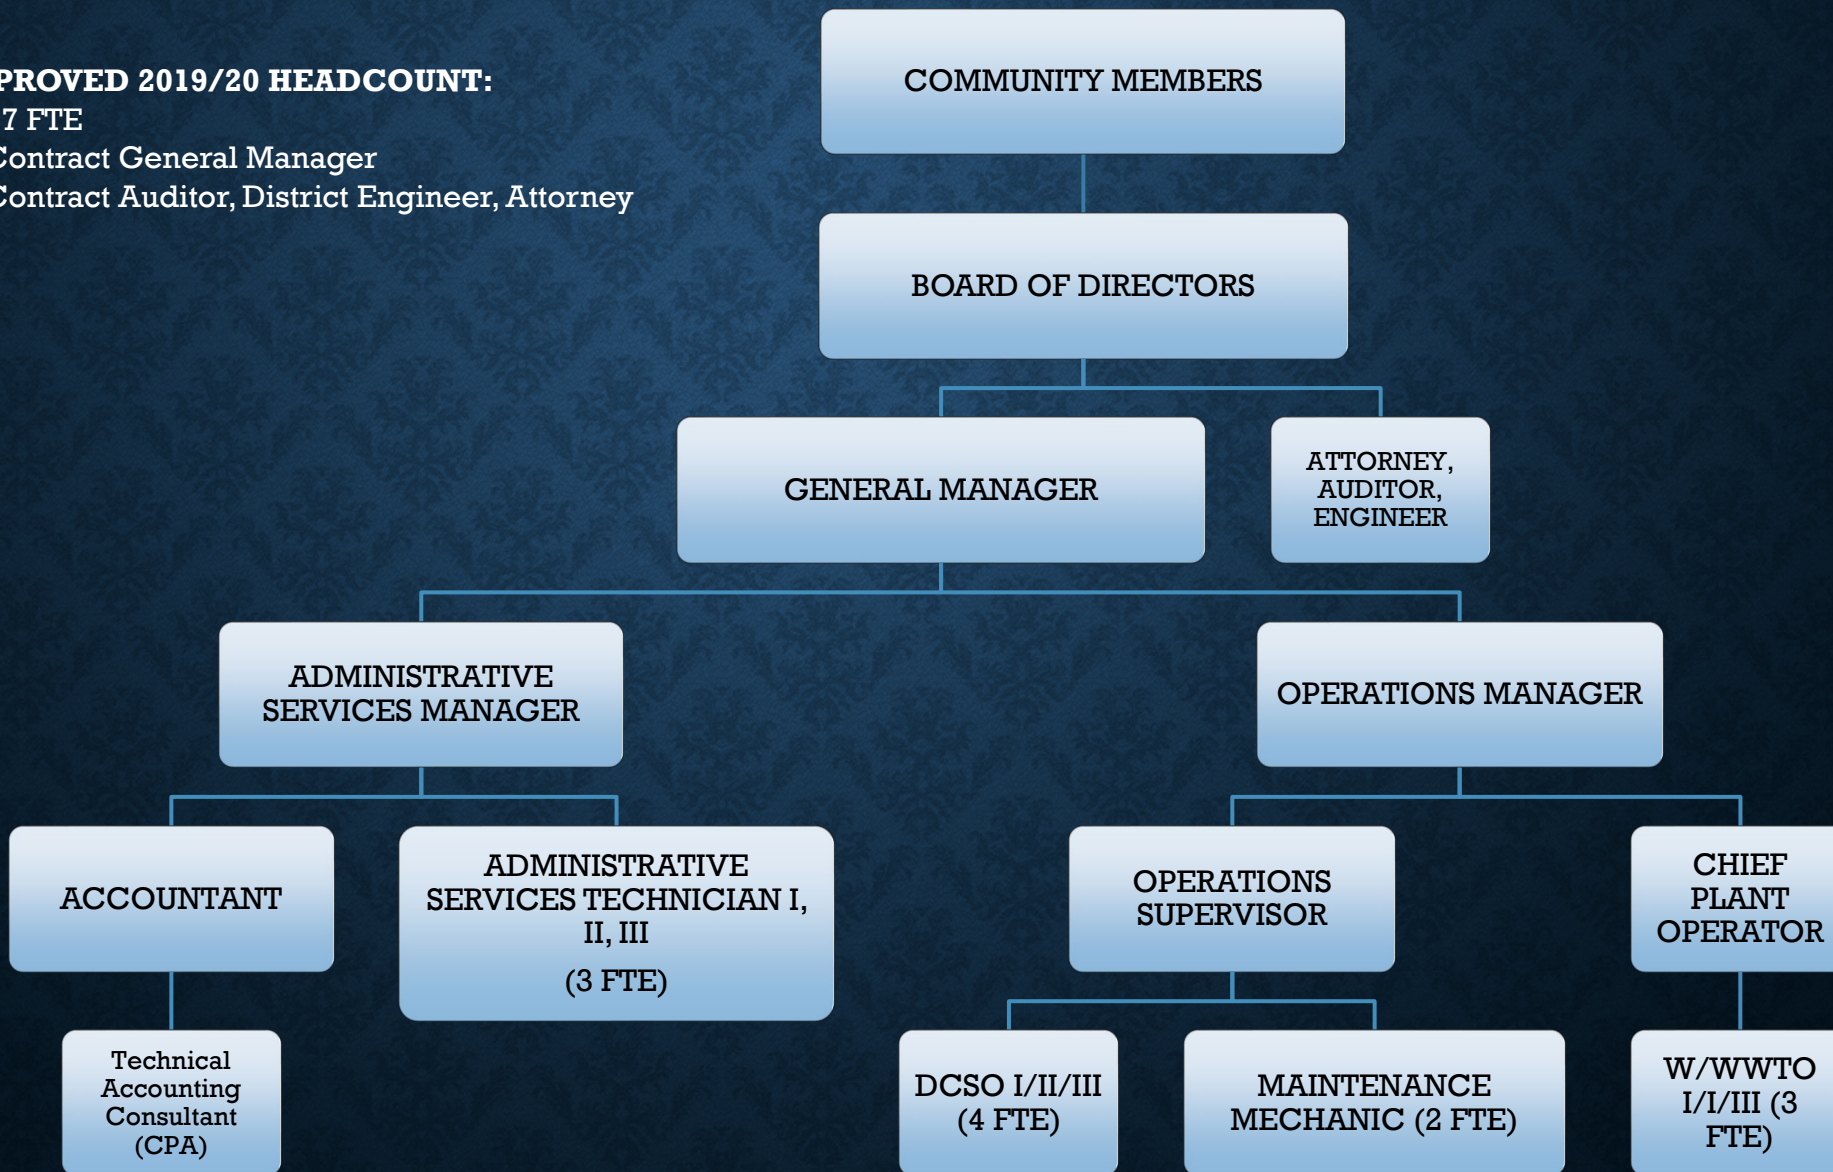 PROVED 2019/20 HEADCOUNT:
7 FTE
Contract General Manager
Contract Auditor, District Engineer, Attorney
COMMUNITY MEMBERS
BOARD OF DIRECTORS
GENERAL MANAGER
ATTORNEY,
AUDITOR,
ENGINEER
ADMINISTRATIVE
SERVICES MANAGER
OPERATIONS MANAGER
ACCOUNTANT
ADMINISTRATIVE
SERVICES TECHNICIAN I,
II, III
(3 FTE)
OPERATIONS
SUPERVISOR
CHIEF
PLANT
OPERATOR
Technical
Accounting
Consultant
(CPA)
DCSO I/II/III
(4 FTE)
MAINTENANCE
MECHANIC (2 FTE)
W/WWTO
I/I/III (3
FTE)